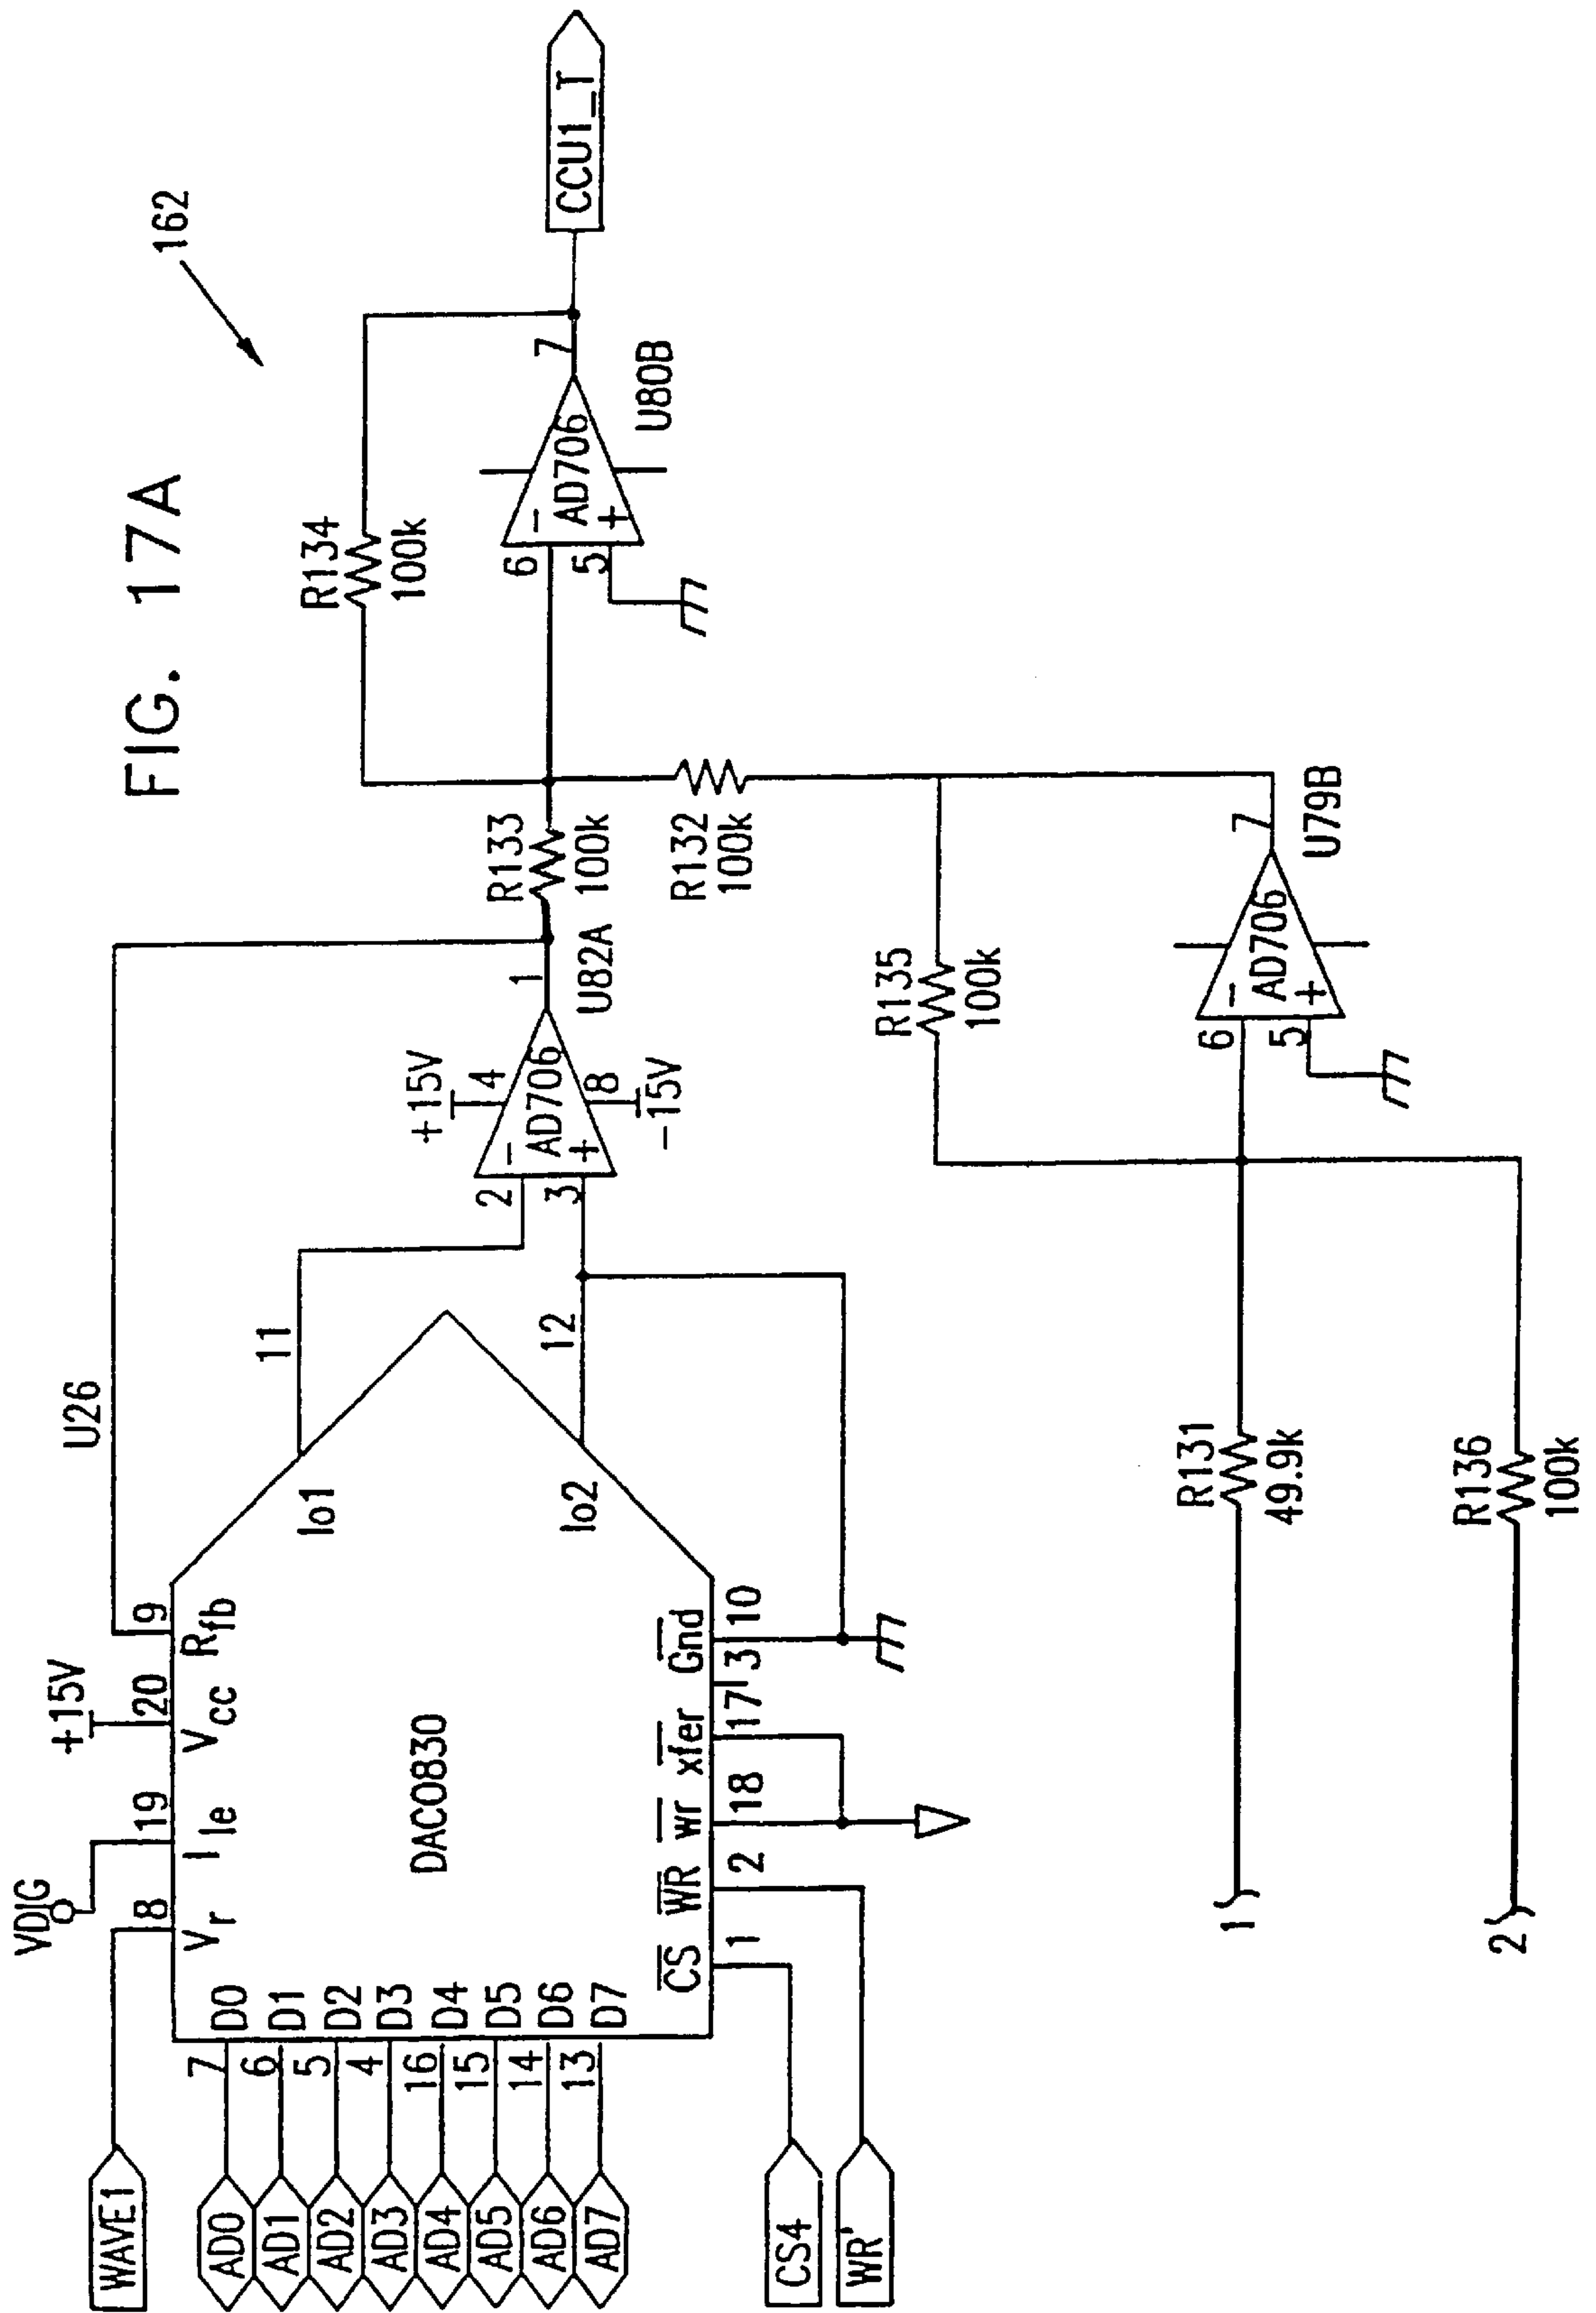 FIG. 17A
162
WAVE1
AD0
AD1
AD2
AD3
AD4
AD5
AD6
AD7
CS4
WR'
7
6
5
4
16
15
14
13
D0
D1
D2
D3
D4
D5
D6
D7
VDIG
+15V
U26
8
19
20
9
Vr
Ile
Vcc
Rfb
DAC0830
Io1
Io2
CS
WR
wr
xfer
Gnd
1
2
18
17
3
10
11
12
+15V
4
2
3
AD706
8
-15V
1
U82A
R133
100k
R134
100k
R132
100k
6
5
AD706
7
U80B
CCU1_T
R135
100k
6
5
AD706
7
U79B
1
R131
49.9k
2
R136
100k